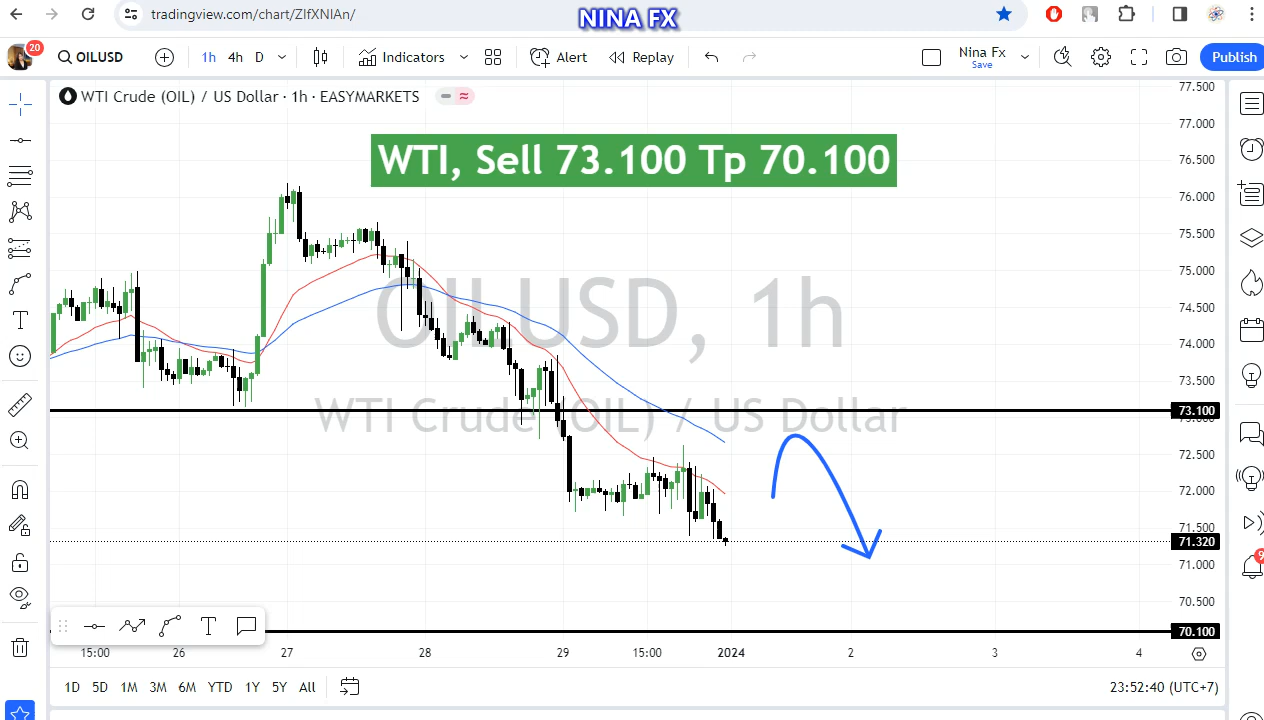 tradingview.com/chart/ZIfXNIAn/
NINA FX
20
OILUSD
1h 4h D
Indicators
Alert
Replay
Nina Fx
Save
Publish
WTI Crude (OIL) / US Dollar · 1h · EASYMARKETS
WTI, Sell 73.100 Tp 70.100
OILUSD, 1h
WTI Crude (OIL) / US Dollar
77.500
77.000
76.500
76.000
75.500
75.000
74.500
74.000
73.500
73.100
72.500
72.000
71.500
71.320
71.000
70.500
70.100
15:00 26 27 28 29 15:00 2024 2 3 4
1D 5D 1M 3M 6M YTD 1Y 5Y All
23:52:40 (UTC+7)